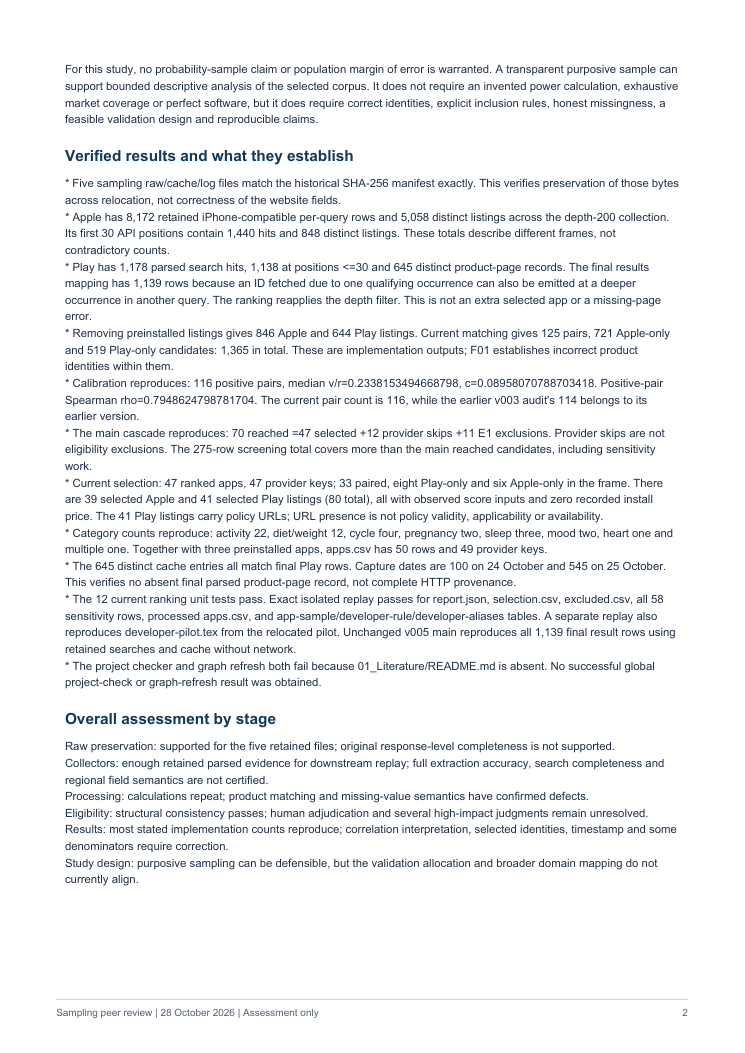 For this study, no probability-sample claim or population margin of error is warranted. A transparent purposive sample can
support bounded descriptive analysis of the selected corpus. It does not require an invented power calculation, exhaustive
market coverage or perfect software, but it does require correct identities, explicit inclusion rules, honest missingness, a
feasible validation design and reproducible claims.
Verified results and what they establish
* Five sampling raw/cache/log files match the historical SHA-256 manifest exactly. This verifies preservation of those bytes
across relocation, not correctness of the website fields.
* Apple has 8,172 retained iPhone-compatible per-query rows and 5,058 distinct listings across the depth-200 collection.
Its first 30 API positions contain 1,440 hits and 848 distinct listings. These totals describe different frames, not
contradictory counts.
* Play has 1,178 parsed search hits, 1,138 at positions <=30 and 645 distinct product-page records. The final results
mapping has 1,139 rows because an ID fetched due to one qualifying occurrence can also be emitted at a deeper
occurrence in another query. The ranking reapplies the depth filter. This is not an extra selected app or a missing-page
error.
* Removing preinstalled listings gives 846 Apple and 644 Play listings. Current matching gives 125 pairs, 721 Apple-only
and 519 Play-only candidates: 1,365 in total. These are implementation outputs; F01 establishes incorrect product
identities within them.
* Calibration reproduces: 116 positive pairs, median v/r=0.2338153494668798, c=0.08958070788703418. Positive-pair
Spearman rho=0.7948624798781704. The current pair count is 116, while the earlier v003 audit's 114 belongs to its
earlier version.
* The main cascade reproduces: 70 reached =47 selected +12 provider skips +11 E1 exclusions. Provider skips are not
eligibility exclusions. The 275-row screening total covers more than the main reached candidates, including sensitivity
work.
* Current selection: 47 ranked apps, 47 provider keys; 33 paired, eight Play-only and six Apple-only in the frame. There
are 39 selected Apple and 41 selected Play listings (80 total), all with observed score inputs and zero recorded install
price. The 41 Play listings carry policy URLs; URL presence is not policy validity, applicability or availability.
* Category counts reproduce: activity 22, diet/weight 12, cycle four, pregnancy two, sleep three, mood two, heart one and
multiple one. Together with three preinstalled apps, apps.csv has 50 rows and 49 provider keys.
* The 645 distinct cache entries all match final Play rows. Capture dates are 100 on 24 October and 545 on 25 October.
This verifies no absent final parsed product-page record, not complete HTTP provenance.
* The 12 current ranking unit tests pass. Exact isolated replay passes for report.json, selection.csv, excluded.csv, all 58
sensitivity rows, processed apps.csv, and app-sample/developer-rule/developer-aliases tables. A separate replay also
reproduces developer-pilot.tex from the relocated pilot. Unchanged v005 main reproduces all 1,139 final result rows using
retained searches and cache without network.
* The project checker and graph refresh both fail because 01_Literature/README.md is absent. No successful global
project-check or graph-refresh result was obtained.
Overall assessment by stage
Raw preservation: supported for the five retained files; original response-level completeness is not supported.
Collectors: enough retained parsed evidence for downstream replay; full extraction accuracy, search completeness and
regional field semantics are not certified.
Processing: calculations repeat; product matching and missing-value semantics have confirmed defects.
Eligibility: structural consistency passes; human adjudication and several high-impact judgments remain unresolved.
Results: most stated implementation counts reproduce; correlation interpretation, selected identities, timestamp and some
denominators require correction.
Study design: purposive sampling can be defensible, but the validation allocation and broader domain mapping do not
currently align.
Sampling peer review | 28 October 2026 | Assessment only
2